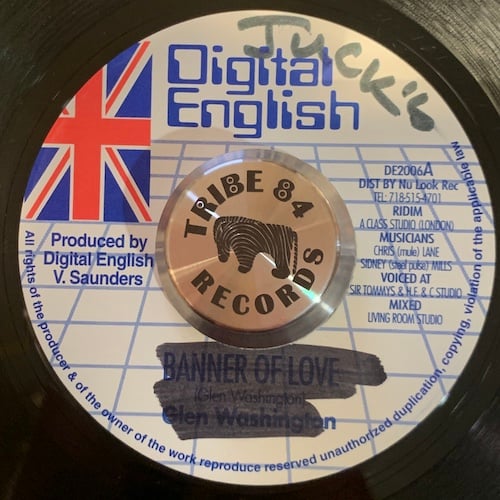 Juck's
Digital
English
DE2006A
DIST BY Nu Look Rec
TEL: 718-515-4701
RIDIM
A CLASS STUDIO (LONDON)
MUSICIANS
CHRIS (mule) LANE
SIDNEY (steel pulse) MILLS
VOICED AT
SIR TOMMYS & H.E & C STUDIO
MIXED
LIVING ROOM STUDIO
Produced by
Digital English
V. Saunders
TRIBE 84
RECORDS
BANNER OF LOVE
(Glen Washington)
Glen Washington
All rights of the producer & of the owner of the work reproduce reserved unauthorized duplication, copying, violation of the applicable law